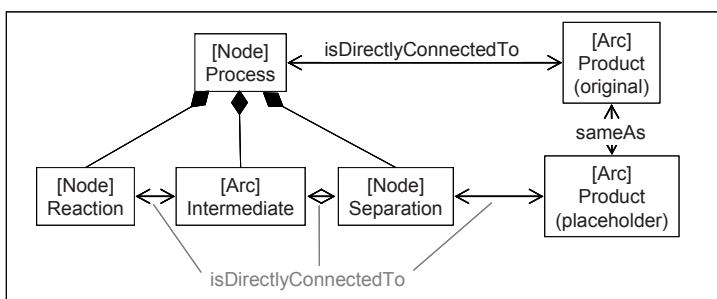 [Node]
Process
isDirectlyConnectedTo
[Arc]
Product
(original)
sameAs
[Node]
Reaction
[Arc]
Intermediate
[Node]
Separation
[Arc]
Product
(placeholder)
isDirectlyConnectedTo